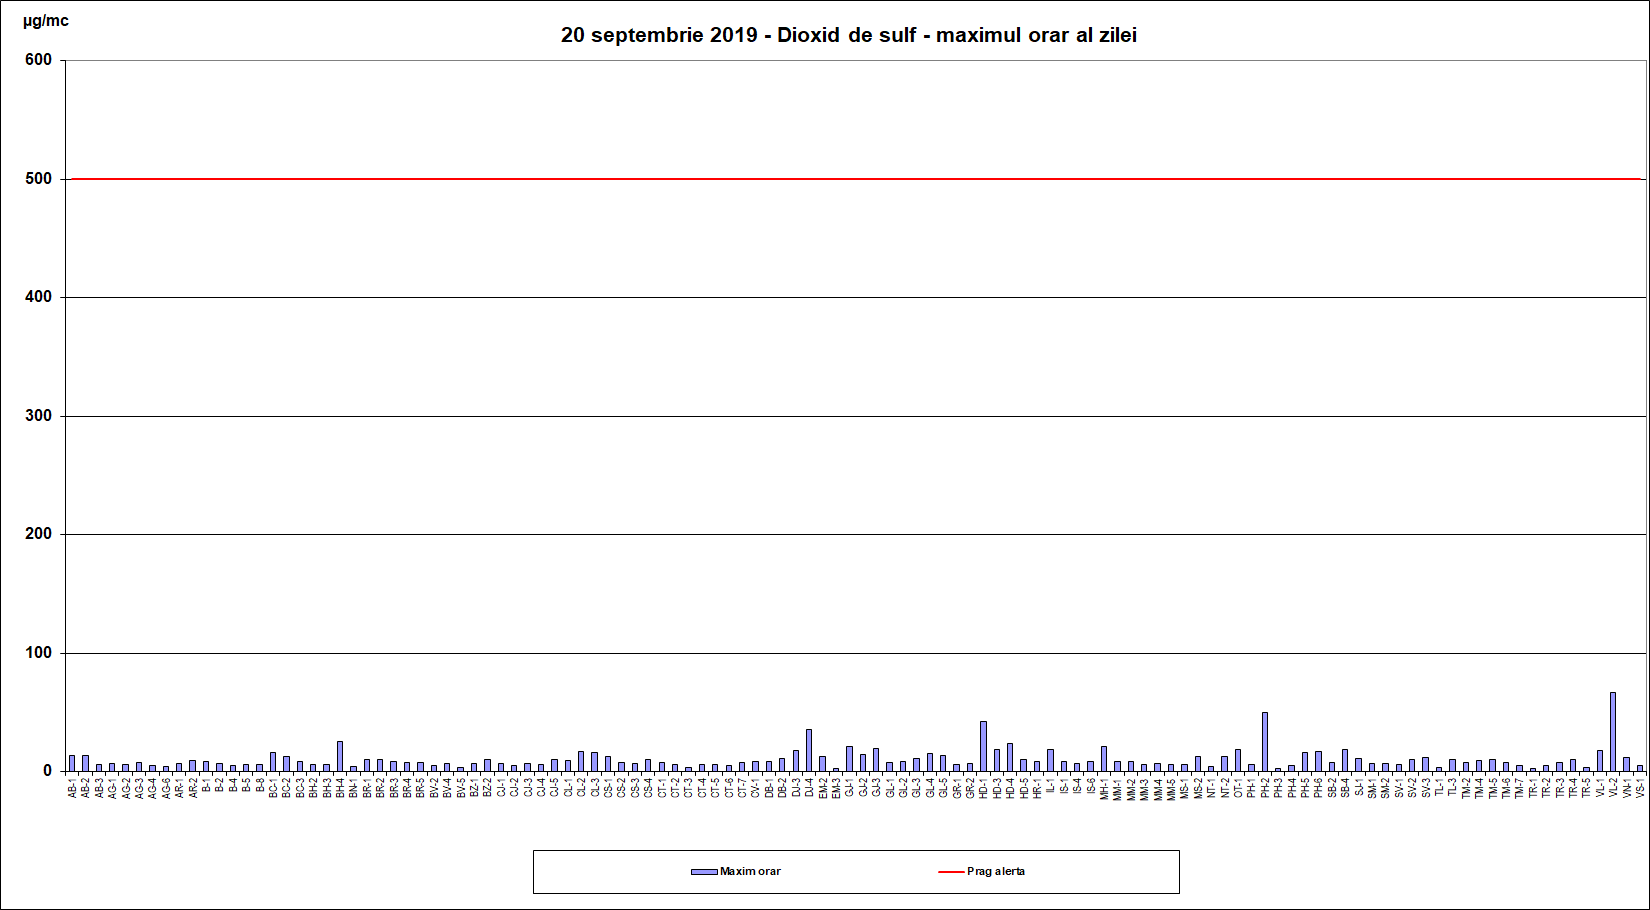 µg/mc
20 septembrie 2019 - Dioxid de sulf - maximul orar al zilei
600
500
400
300
200
100
0
AB-1 AB-2 AB-3 AG-1 AG-2 AG-3 AG-4 AG-6 AR-1 AR-2 B-1 B-2 B-4 B-5 B-8 BC-1 BC-2 BC-3 BH-2 BH-3 BH-4 BN-1 BR-1 BR-2 BR-3 BR-4 BR-5 BV-2 BV-4 BV-5 BZ-1 BZ-2 CJ-1 CJ-2 CJ-3 CJ-4 CJ-5 CL-1 CL-2 CL-3 CS-1 CS-2 CS-3 CS-4 CT-1 CT-2 CT-3 CT-4 CT-5 CT-6 CT-7 CV-1 DB-1 DB-2 DJ-3 DJ-4 EM-2 EM-3 GJ-1 GJ-2 GJ-3 GL-1 GL-2 GL-3 GL-4 GL-5 GR-1 GR-2 HD-1 HD-3 HD-4 HD-5 HR-1 IL-1 IS-1 IS-4 IS-6 MH-1 MM-1 MM-2 MM-3 MM-4 MM-5 MS-1 MS-2 NT-1 NT-2 OT-1 PH-1 PH-2 PH-3 PH-4 PH-5 PH-6 SB-2 SB-4 SJ-1 SM-1 SM-2 SV-1 SV-2 SV-3 TL-1 TL-3 TM-2 TM-4 TM-5 TM-6 TM-7 TR-1 TR-2 TR-3 TR-4 TR-5 VL-1 VL-2 VN-1 VS-1
Maxim orar Prag alerta